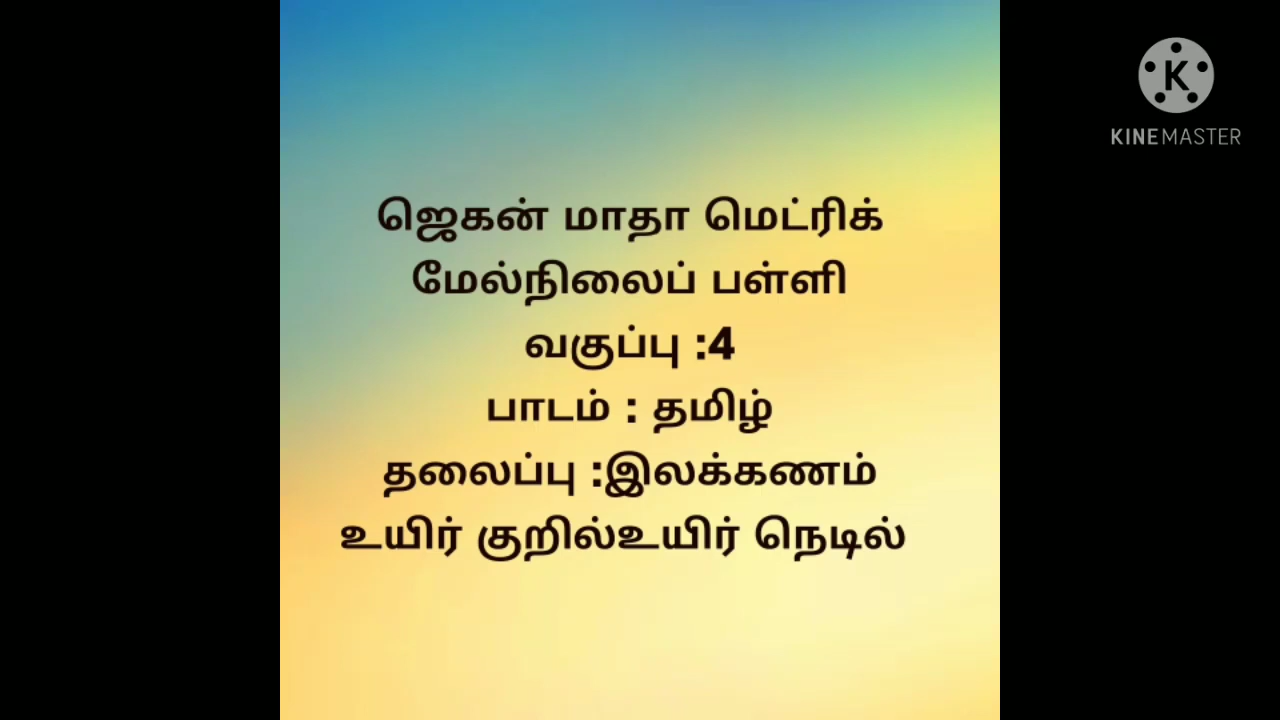 ஜெகன் மாதா மெட்ரிக்
மேல்நிலைப் பள்ளி
வகுப்பு :4
பாடம் : தமிழ்
தலைப்பு :இலக்கணம்
உயிர் குறில்உயிர் நெடில்
K
KINEMASTER